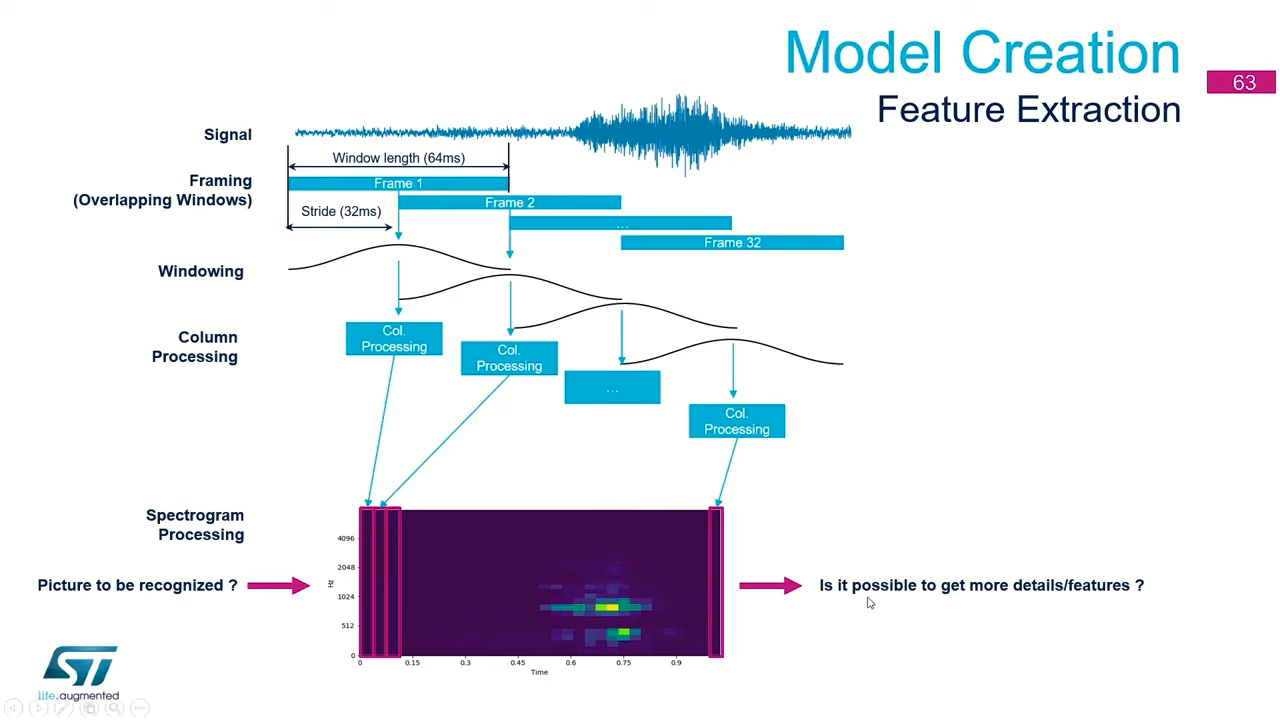 Model Creation
63
Feature Extraction
Signal
Window length (64ms)
Framing
(Overlapping Windows)
Frame 1
Frame 2
Stride (32ms)
...
Frame 32
Windowing
Column
Processing
Col.
Processing
Col.
Processing
...
Col.
Processing
Spectrogram
Processing
4096
2048
1024
512
0
Hz
0
0.15
0.3
0.45
0.6
0.75
0.9
Time
Picture to be recognized ?
Is it possible to get more details/features ?
ST
life.augmented